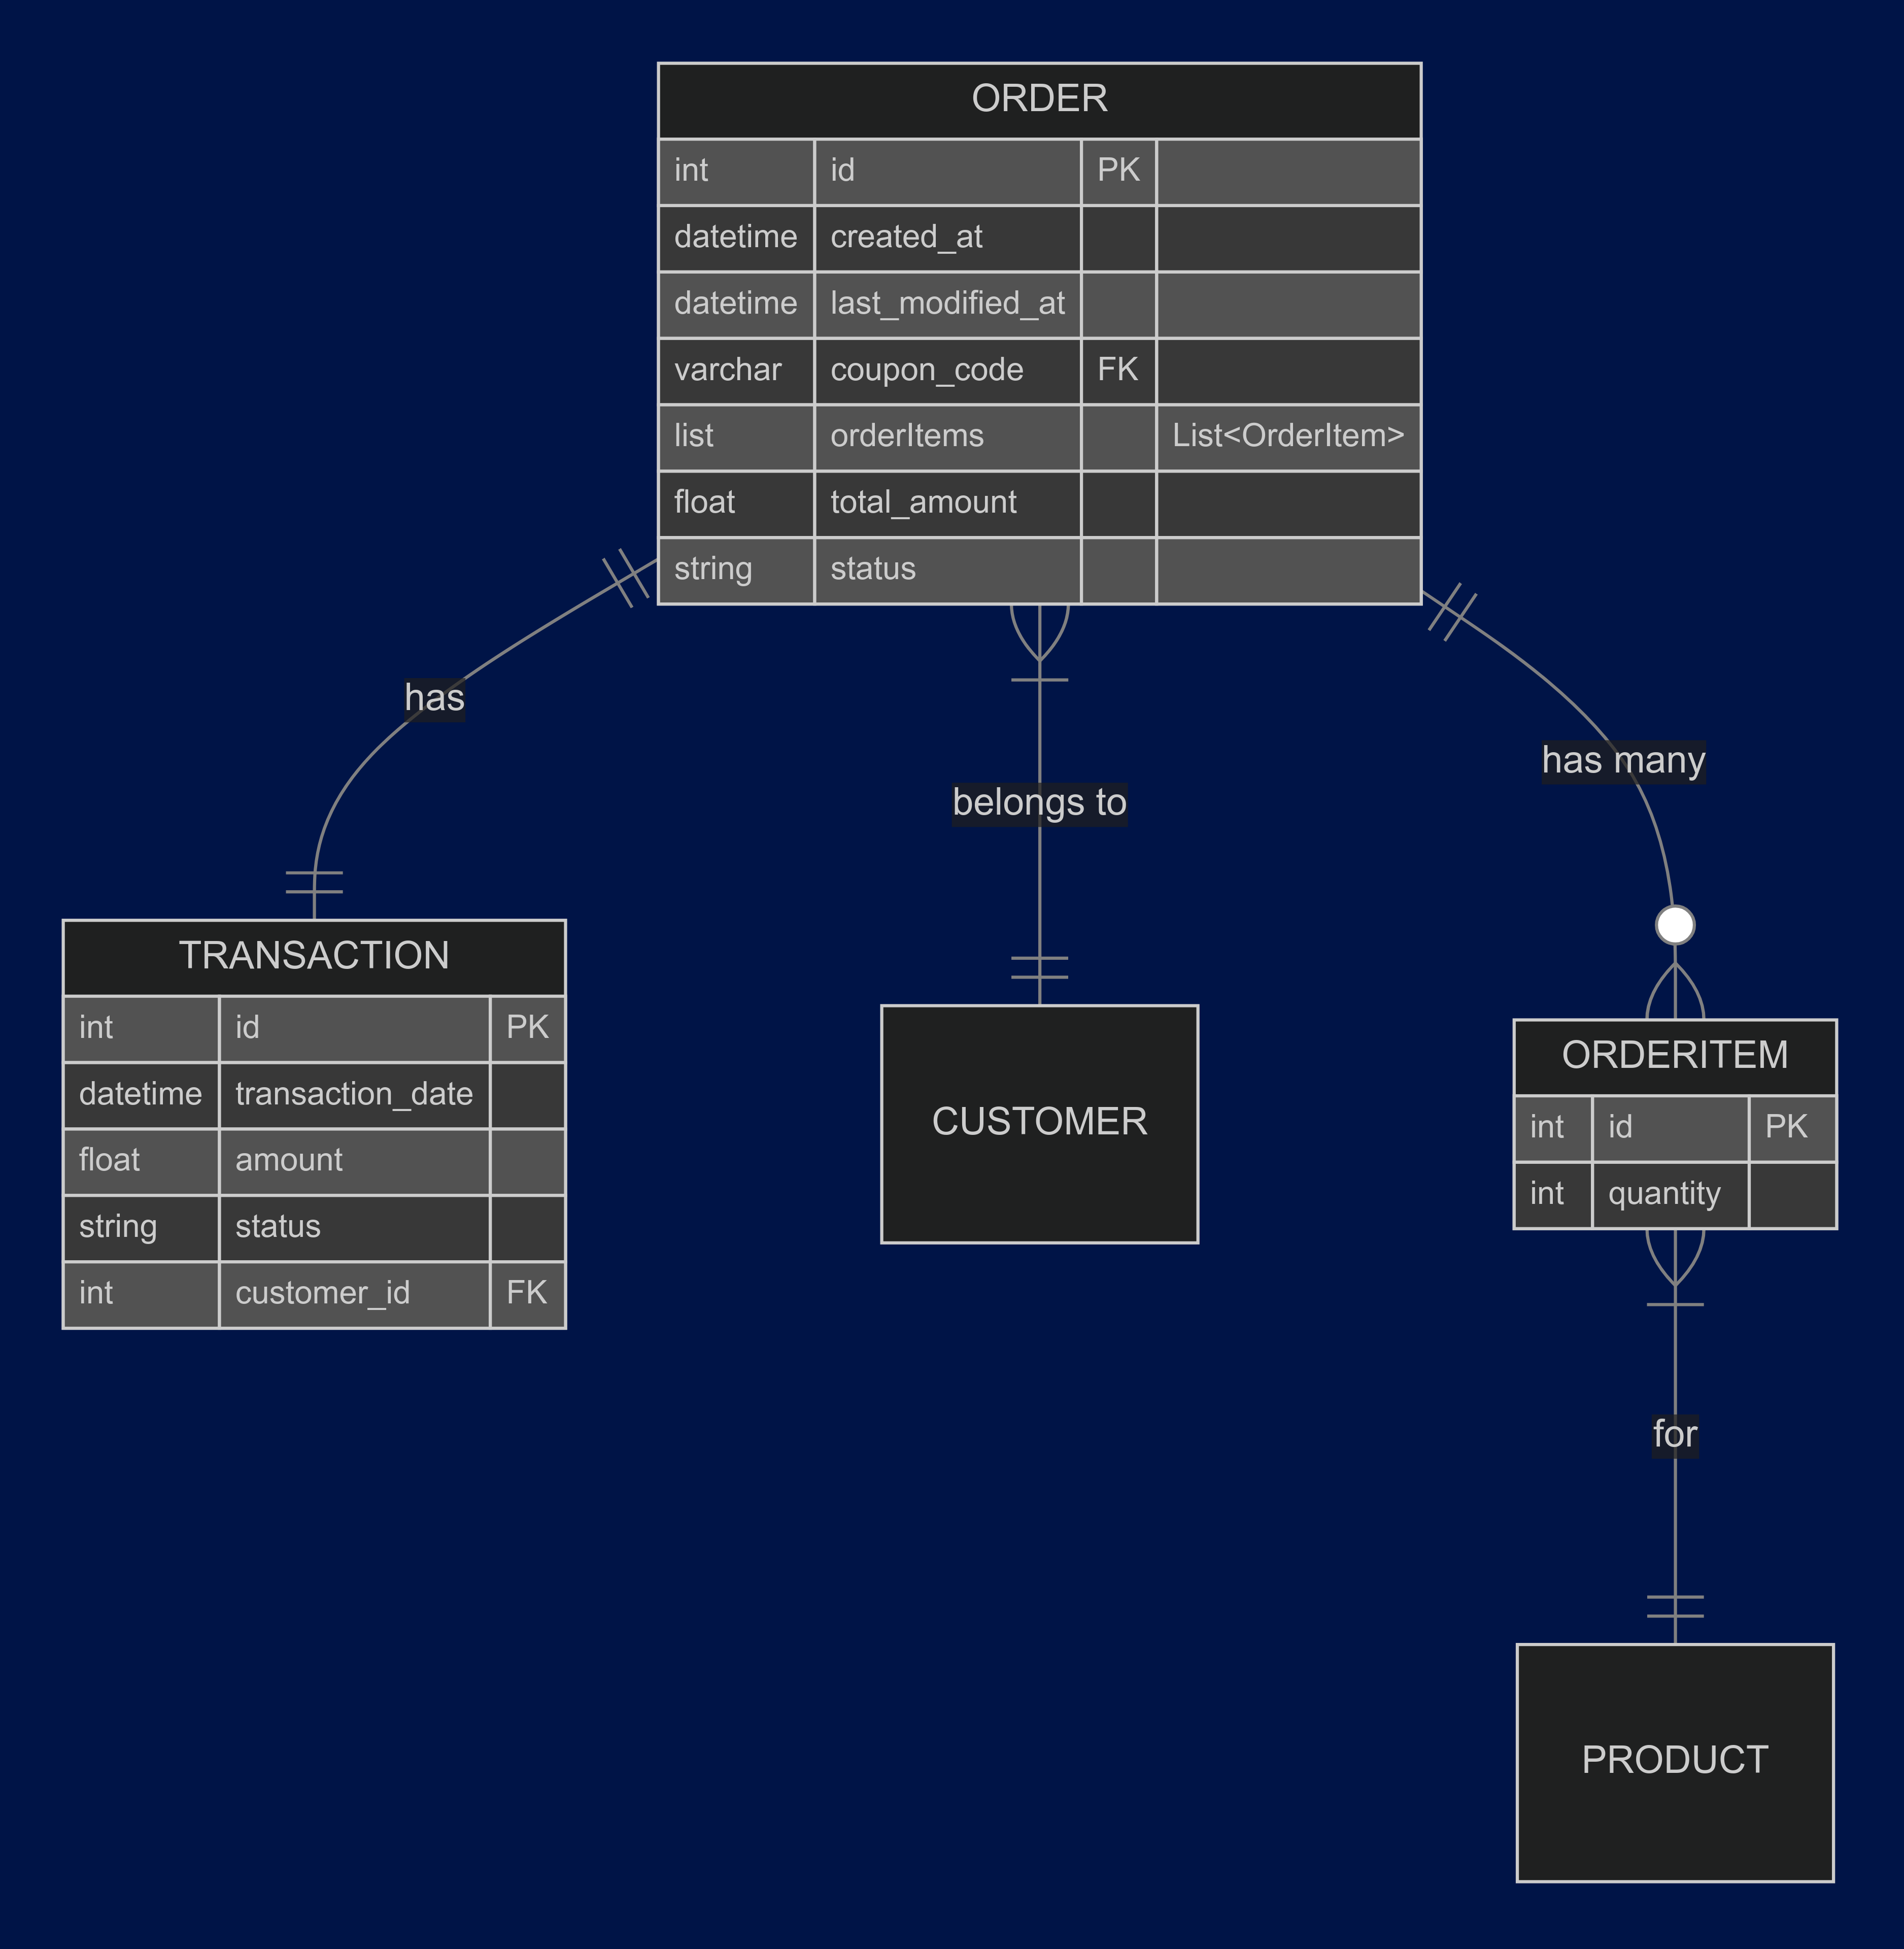 ORDER
int id PK
datetime created_at
datetime last_modified_at
varchar coupon_code FK
list orderItems List<OrderItem>
float total_amount
string status
has
belongs to
has many
TRANSACTION
int id PK
datetime transaction_date
float amount
string status
int customer_id FK
CUSTOMER
ORDERITEM
int id PK
int quantity
for
PRODUCT